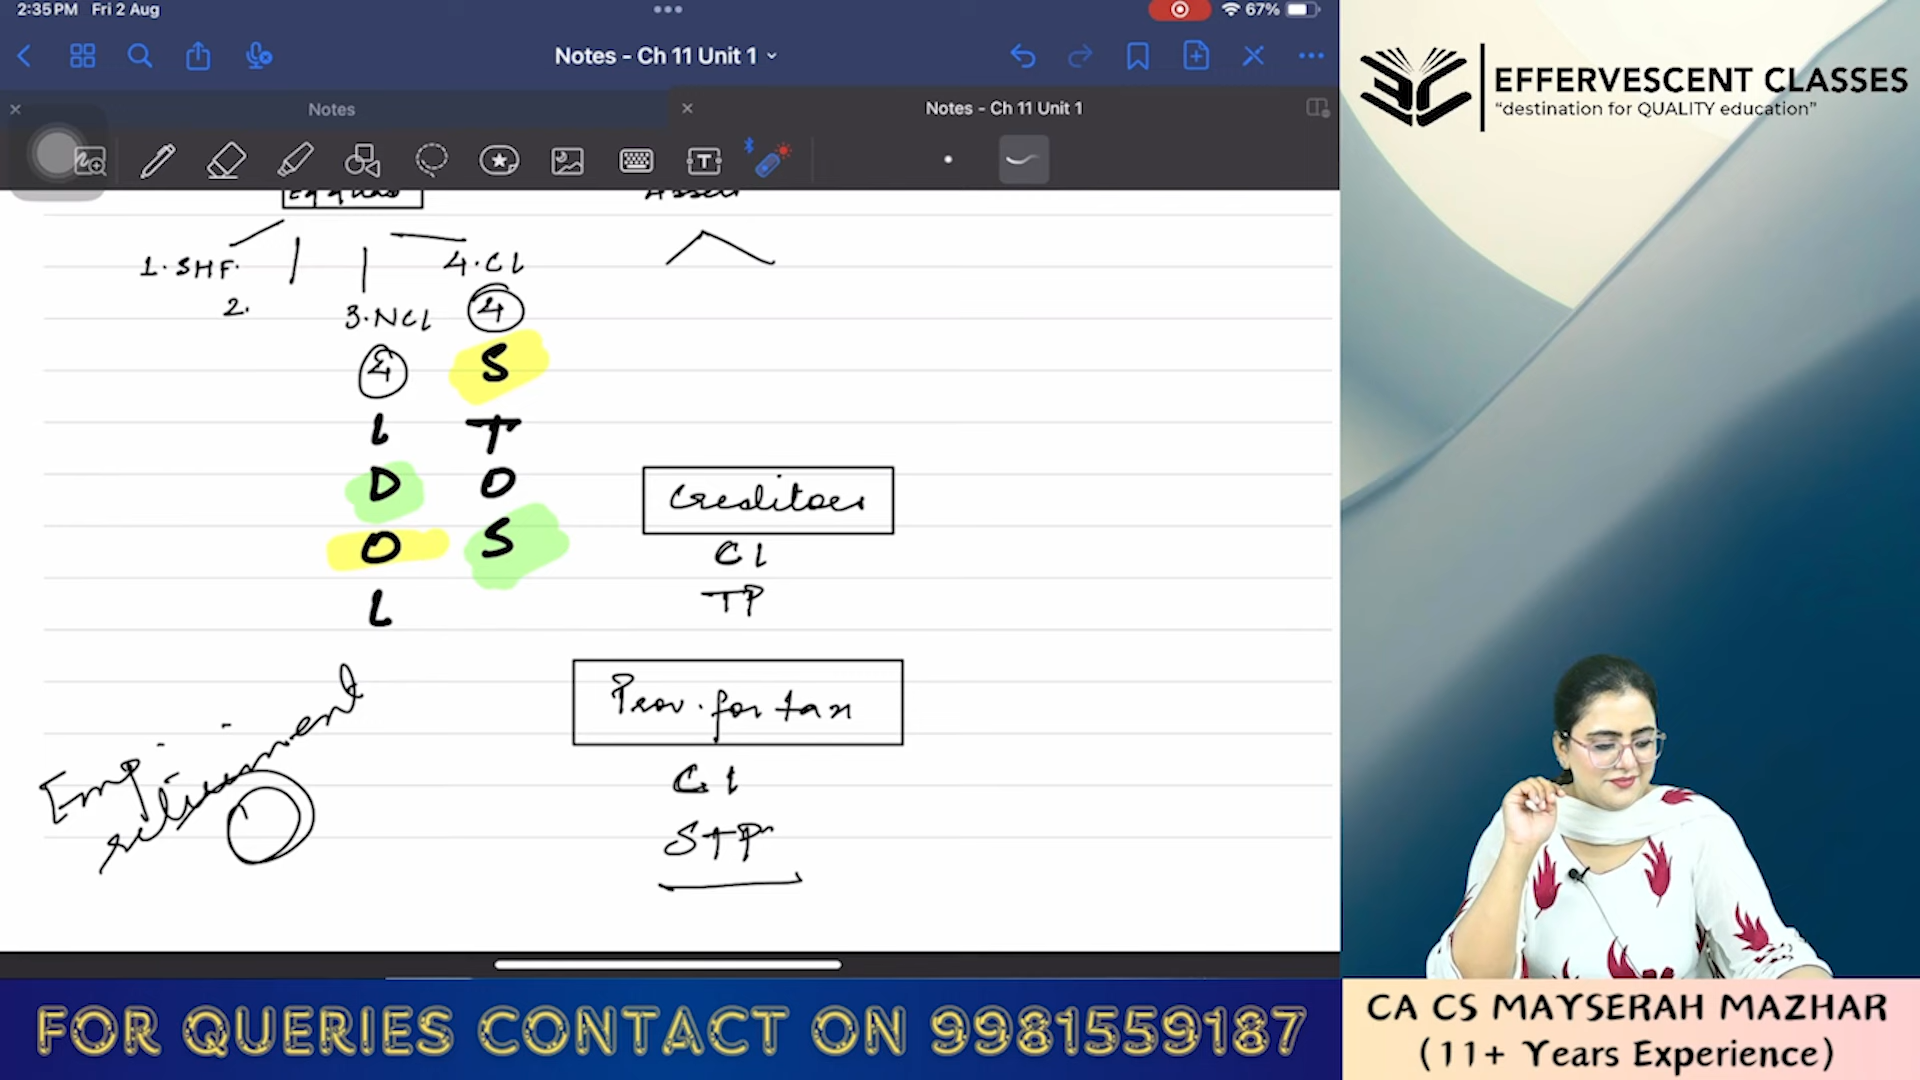 2:35 PM Fri 2 Aug
67%
Notes - Ch 11 Unit 1
Notes
Notes - Ch 11 Unit 1
T
1. SHF.
2.
3. NCL
4. CL
4
4
L
D
O
L
S
T
O
S
Creditors
CL
TP
Prov. for tax
CL
STP
Emp
retirement
EFFERVESCENT CLASSES
"destination for QUALITY education"
FOR QUERIES CONTACT ON 9981559187
CA CS MAYSERAH MAZHAR
(11+ Years Experience)